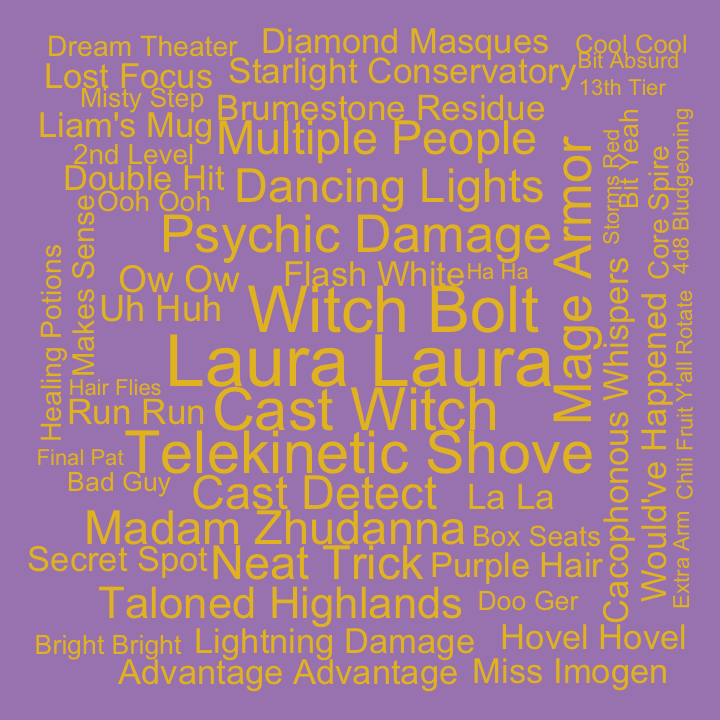 Dream Theater
Diamond Masques
Cool Cool
Lost Focus
Starlight Conservatory
Bit Absurd
Misty Step
13th Tier
Liam's Mug
Brumestone Residue
Multiple People
2nd Level
Double Hit
Dancing Lights
Ooh Ooh
Psychic Damage
Ow Ow
Flash White
Ha Ha
Uh Huh
Witch Bolt
Laura Laura
Hair Flies
Run Run
Cast Witch
Final Pat
Telekinetic Shove
Bad Guy
Cast Detect
La La
Madam Zhudanna
Box Seats
Secret Spot
Neat Trick
Purple Hair
Taloned Highlands
Doo Ger
Bright Bright
Lightning Damage
Hovel Hovel
Advantage Advantage
Miss Imogen
Healing Potions
Makes Sense
Mage Armor
Storms Red
Bit Yeah
Core Spire
4d8 Bludgeoning
Cacophonous Whispers
Would've Happened
Chili Fruit
Y'all Rotate
Extra Arm